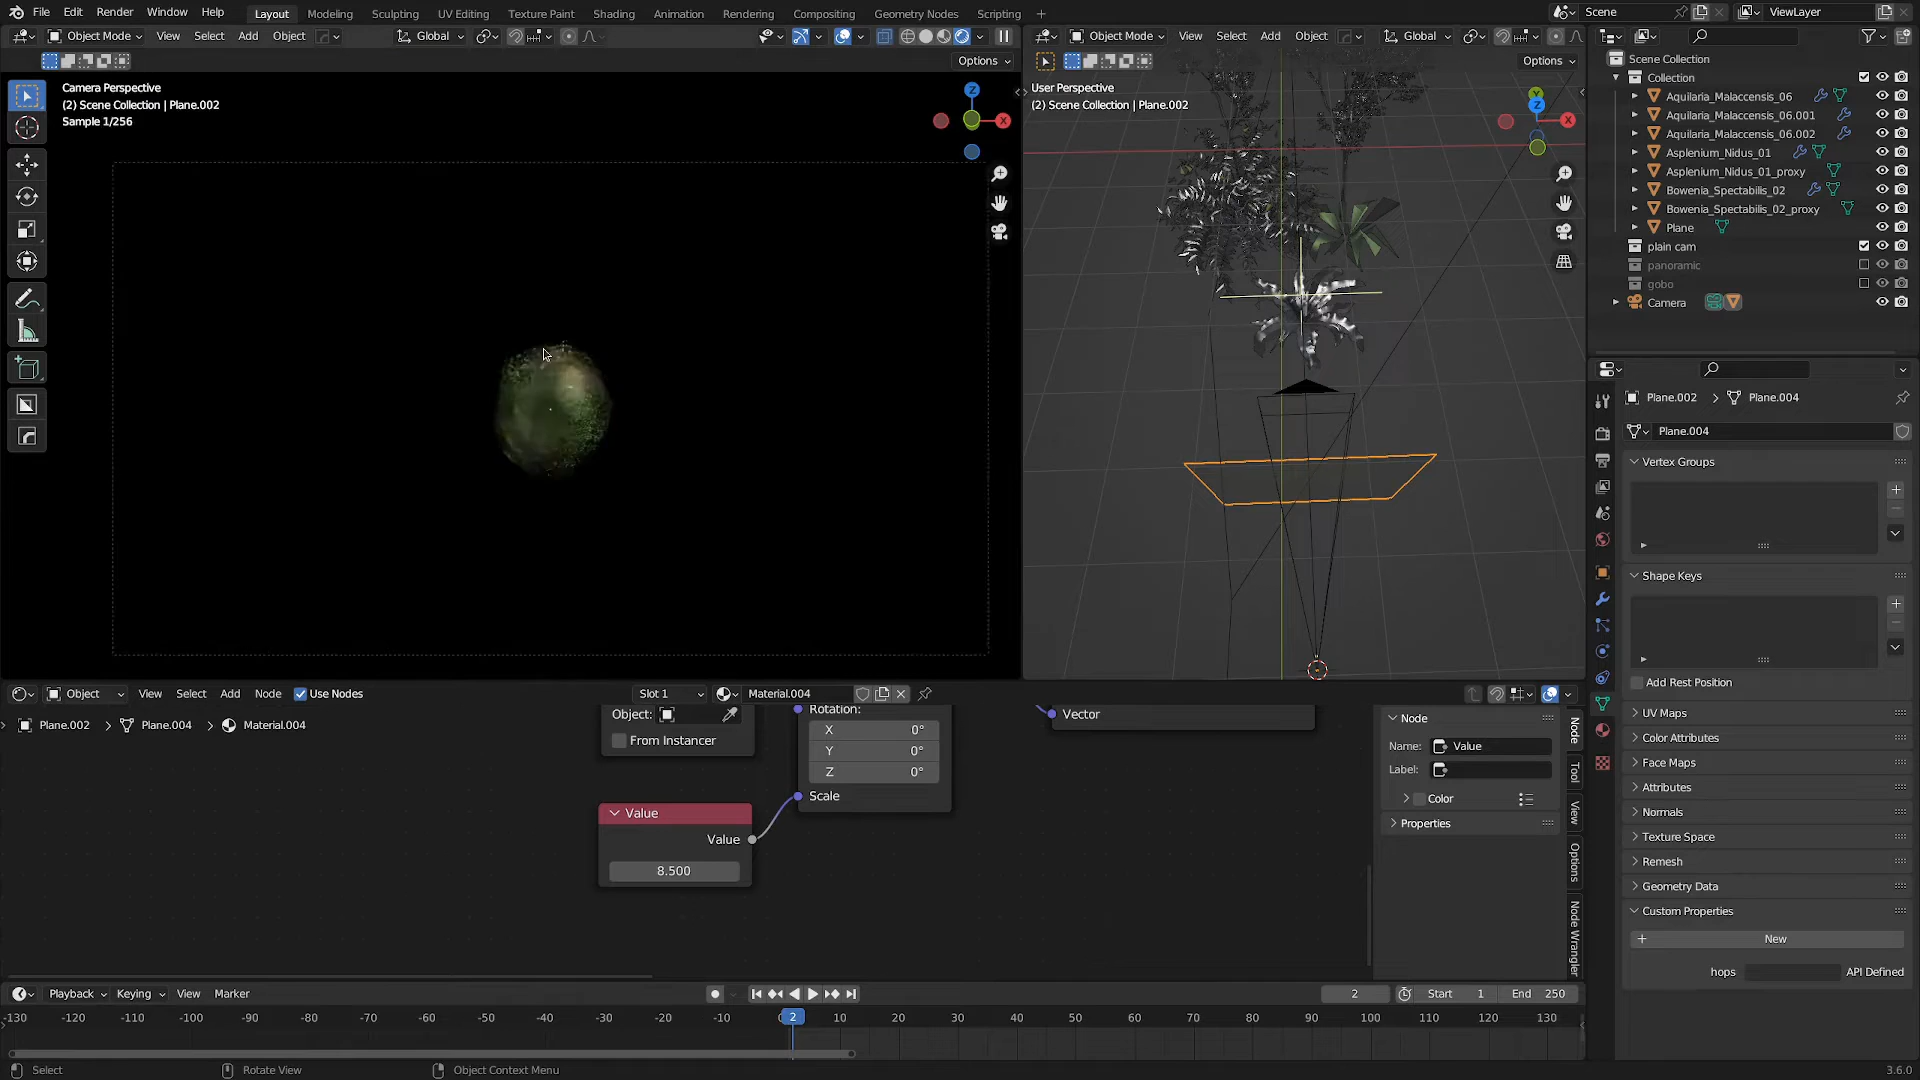 File Edit Render Window Help Layout Modeling Sculpting UV Editing Texture Paint Shading Animation Rendering Compositing Geometry Nodes Scripting + Scene ViewLayer
Object Mode View Select Add Object Global
Options
Camera Perspective
(2) Scene Collection | Plane.002
Sample 1/256
Z
X
Object Mode View Select Add Object Global
Options
User Perspective
(2) Scene Collection | Plane.002
Y
Z
X
Scene Collection
Collection
Aquilaria_Malaccensis_06
Aquilaria_Malaccensis_06.001
Aquilaria_Malaccensis_06.002
Asplenium_Nidus_01
Asplenium_Nidus_01_proxy
Bowenia_Spectabilis_02
Bowenia_Spectabilis_02_proxy
Plane
plain cam
panoramic
gobo
Camera
Plane.002 > Plane.004
Plane.004
Vertex Groups
Shape Keys
Add Rest Position
UV Maps
Color Attributes
Face Maps
Attributes
Normals
Texture Space
Remesh
Geometry Data
Custom Properties
+ New
hops API Defined
Object View Select Add Node Use Nodes Slot 1 Material.004
Plane.002 > Plane.004 > Material.004
Object:
From Instancer
Rotation:
X 0°
Y 0°
Z 0°
Scale
Vector
Value
Value
8.500
Node
Name: Value
Label:
Color
Properties
Node
Tool
View
Options
Node Wrangler
Playback Keying View Marker 2 Start 1 End 250
-130 -120 -110 -100 -90 -80 -70 -60 -50 -40 -30 -20 -10 2 10 20 30 40 50 60 70 80 90 100 110 120 130
Select Rotate View Object Context Menu 3.6.0